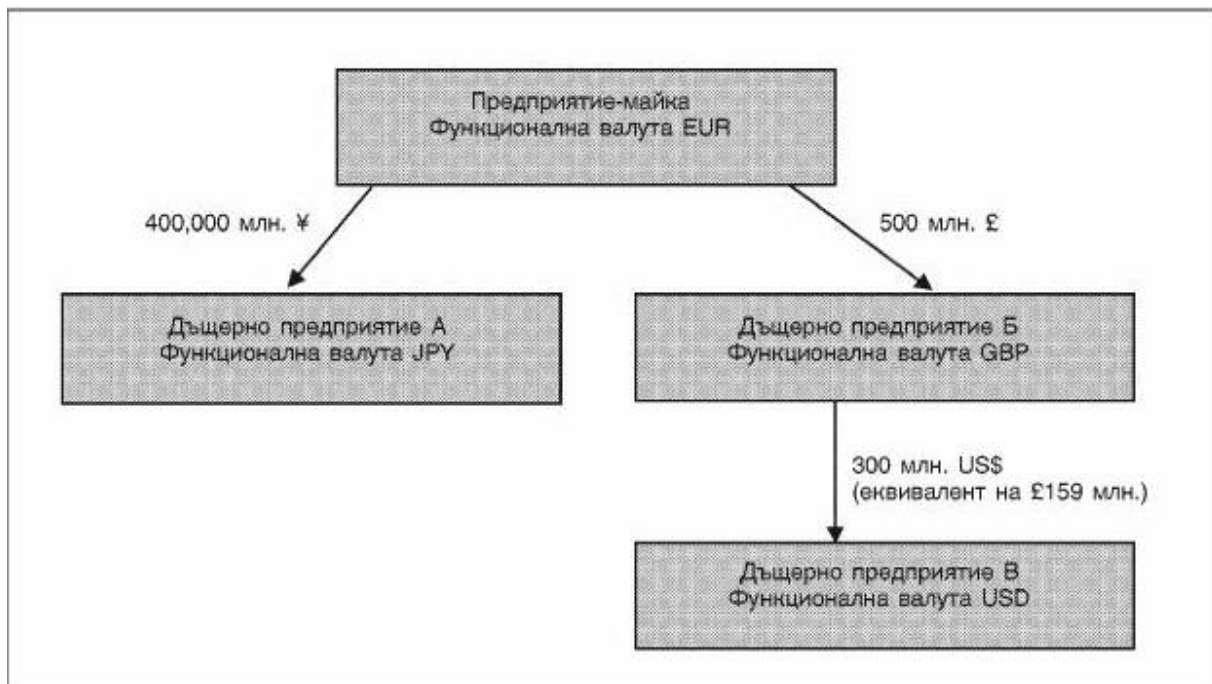 Предприятие-майка
Функционална валута EUR
400,000 млн. ¥
500 млн. £
Дъщерно предприятие А
Функционална валута JPY
Дъщерно предприятие Б
Функционална валута GBP
300 млн. US$
(еквивалент на £159 млн.)
Дъщерно предприятие В
Функционална валута USD